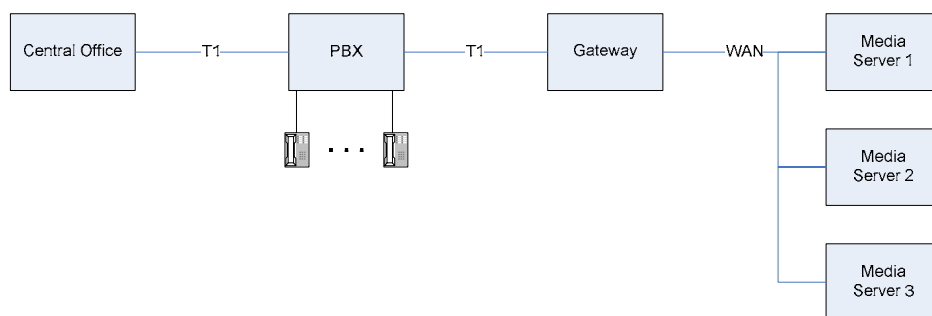 Central Office
T1
PBX
T1
Gateway
WAN
Media
Server 1
. . .
Media
Server 2
Media
Server 3